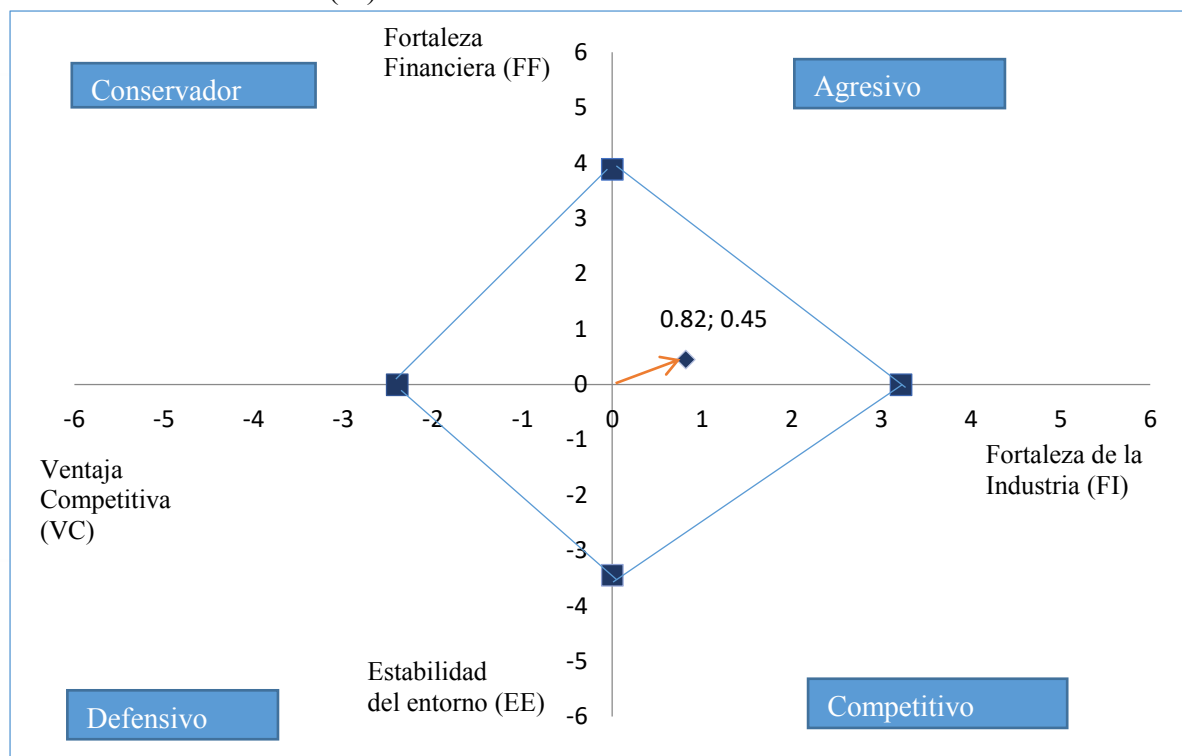 Fortaleza
Financiera (FF)
Conservador
Agresivo
6
5
4
3
2
1
0
-1
-2
-3
-4
-5
-6
0.82; 0.45
-6 -5 -4 -3 -2 -1 0 1 2 3 4 5 6
Ventaja
Competitiva
(VC)
Fortaleza de la
Industria (FI)
Estabilidad
del entorno (EE)
Defensivo
Competitivo